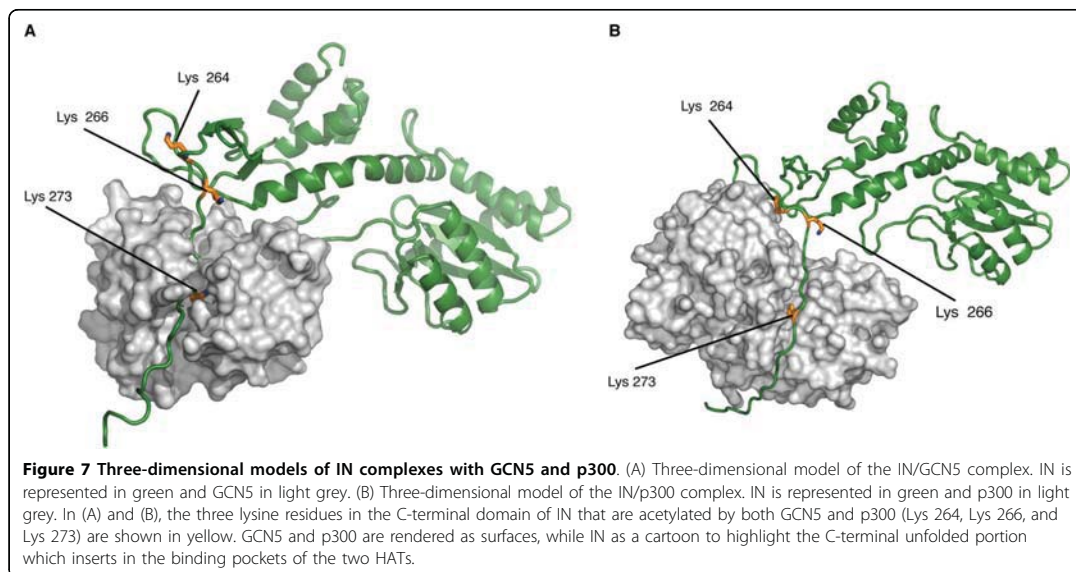 A
B
Lys 264
Lys 266
Lys 273
Lys 264
Lys 266
Lys 273
Figure 7 Three-dimensional models of IN complexes with GCN5 and p300. (A) Three-dimensional model of the IN/GCN5 complex. IN is
represented in green and GCN5 in light grey. (B) Three-dimensional model of the IN/p300 complex. IN is represented in green and p300 in light
grey. In (A) and (B), the three lysine residues in the C-terminal domain of IN that are acetylated by both GCN5 and p300 (Lys 264, Lys 266, and
Lys 273) are shown in yellow. GCN5 and p300 are rendered as surfaces, while IN as a cartoon to highlight the C-terminal unfolded portion
which inserts in the binding pockets of the two HATs.